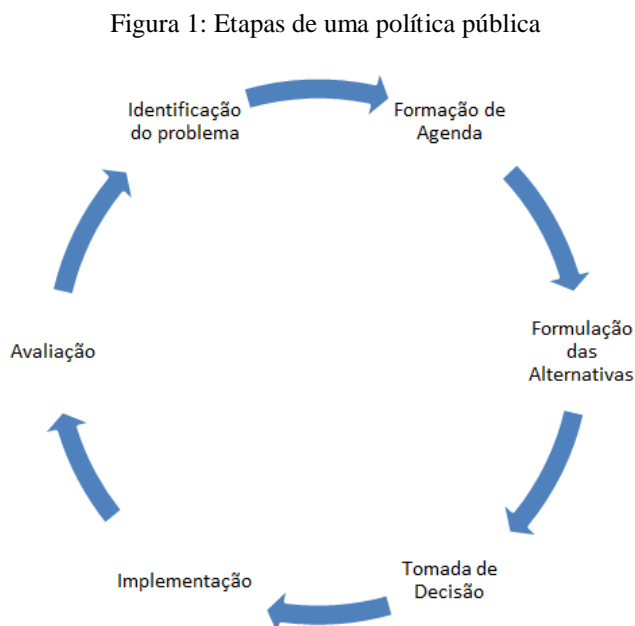 Figura 1: Etapas de uma política pública
Identificação
do problema
Formação de
Agenda
Formulação
das
Alternativas
Tomada de
Decisão
Implementação
Avaliação